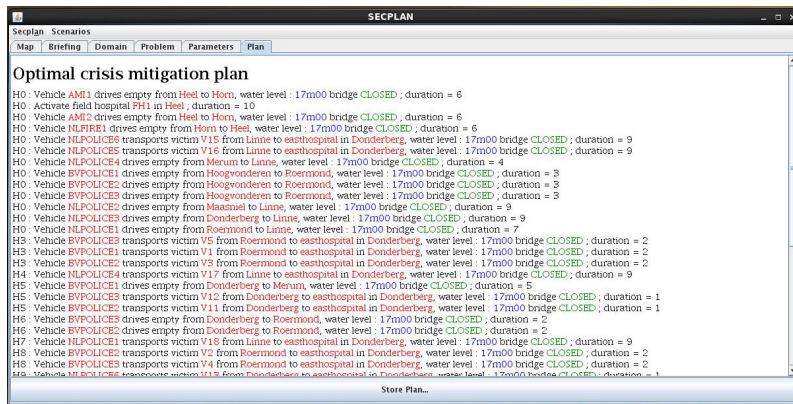 SECPLAN
Secplan Scenarios
Map Briefing Domain Problem Parameters Plan
Optimal crisis mitigation plan
H0 : Vehicle AMI1 drives empty from Heel to Horn, water level : 17m00 bridge CLOSED ; duration = 6
H0 : Activate field hospital FH1 in Heel ; duration = 10
H0 : Vehicle AMI2 drives empty from Heel to Horn, water level : 17m00 bridge CLOSED ; duration = 6
H0 : Vehicle NLFIRE1 drives empty from Horn to Heel, water level : 17m00 bridge CLOSED ; duration = 6
H0 : Vehicle NLPOLICE6 transports victim V15 from Linne to easthospital in Donderberg, water level : 17m00 bridge CLOSED ; duration = 9
H0 : Vehicle NLPOLICE5 transports victim V16 from Linne to easthospital in Donderberg, water level : 17m00 bridge CLOSED ; duration = 9
H0 : Vehicle NLPOLICE4 drives empty from Merum to Linne, water level : 17m00 bridge CLOSED ; duration = 4
H0 : Vehicle BVPOLICE1 drives empty from Hoogvonderen to Roermond, water level : 17m00 bridge CLOSED ; duration = 3
H0 : Vehicle BVPOLICE2 drives empty from Hoogvonderen to Roermond, water level : 17m00 bridge CLOSED ; duration = 3
H0 : Vehicle BVPOLICE3 drives empty from Hoogvonderen to Roermond, water level : 17m00 bridge CLOSED ; duration = 3
H0 : Vehicle NLPOLICE2 drives empty from Maasniel to Linne, water level : 17m00 bridge CLOSED ; duration = 9
H0 : Vehicle NLPOLICE3 drives empty from Donderberg to Linne, water level : 17m00 bridge CLOSED ; duration = 9
H0 : Vehicle NLPOLICE1 drives empty from Roermond to Linne, water level : 17m00 bridge CLOSED ; duration = 7
H3 : Vehicle BVPOLICE3 transports victim V5 from Roermond to easthospital in Donderberg, water level : 17m00 bridge CLOSED ; duration = 2
H3 : Vehicle BVPOLICE1 transports victim V1 from Roermond to easthospital in Donderberg, water level : 17m00 bridge CLOSED ; duration = 2
H3 : Vehicle BVPOLICE2 transports victim V3 from Roermond to easthospital in Donderberg, water level : 17m00 bridge CLOSED ; duration = 2
H4 : Vehicle NLPOLICE4 transports victim V17 from Linne to easthospital in Donderberg, water level : 17m00 bridge CLOSED ; duration = 9
H5 : Vehicle BVPOLICE1 drives empty from Donderberg to Merum, water level : 17m00 bridge CLOSED ; duration = 5
H5 : Vehicle BVPOLICE3 transports victim V12 from Donderberg to easthospital in Donderberg, water level : 17m00 bridge CLOSED ; duration = 1
H5 : Vehicle BVPOLICE2 transports victim V11 from Donderberg to easthospital in Donderberg, water level : 17m00 bridge CLOSED ; duration = 1
H6 : Vehicle BVPOLICE3 drives empty from Donderberg to Roermond, water level : 17m00 bridge CLOSED ; duration = 2
H6 : Vehicle BVPOLICE2 drives empty from Donderberg to Roermond, water level : 17m00 bridge CLOSED ; duration = 2
H7 : Vehicle NLPOLICE1 transports victim V18 from Linne to easthospital in Donderberg, water level : 17m00 bridge CLOSED ; duration = 9
H8 : Vehicle BVPOLICE2 transports victim V2 from Roermond to easthospital in Donderberg, water level : 17m00 bridge CLOSED ; duration = 2
H8 : Vehicle BVPOLICE3 transports victim V4 from Roermond to easthospital in Donderberg, water level : 17m00 bridge CLOSED ; duration = 2
H9 : Vehicle NLPOLICE6 transports victim V13 from Donderberg to easthospital in Donderberg, water level : 17m00 bridge CLOSED ; duration = 1
Store Plan...